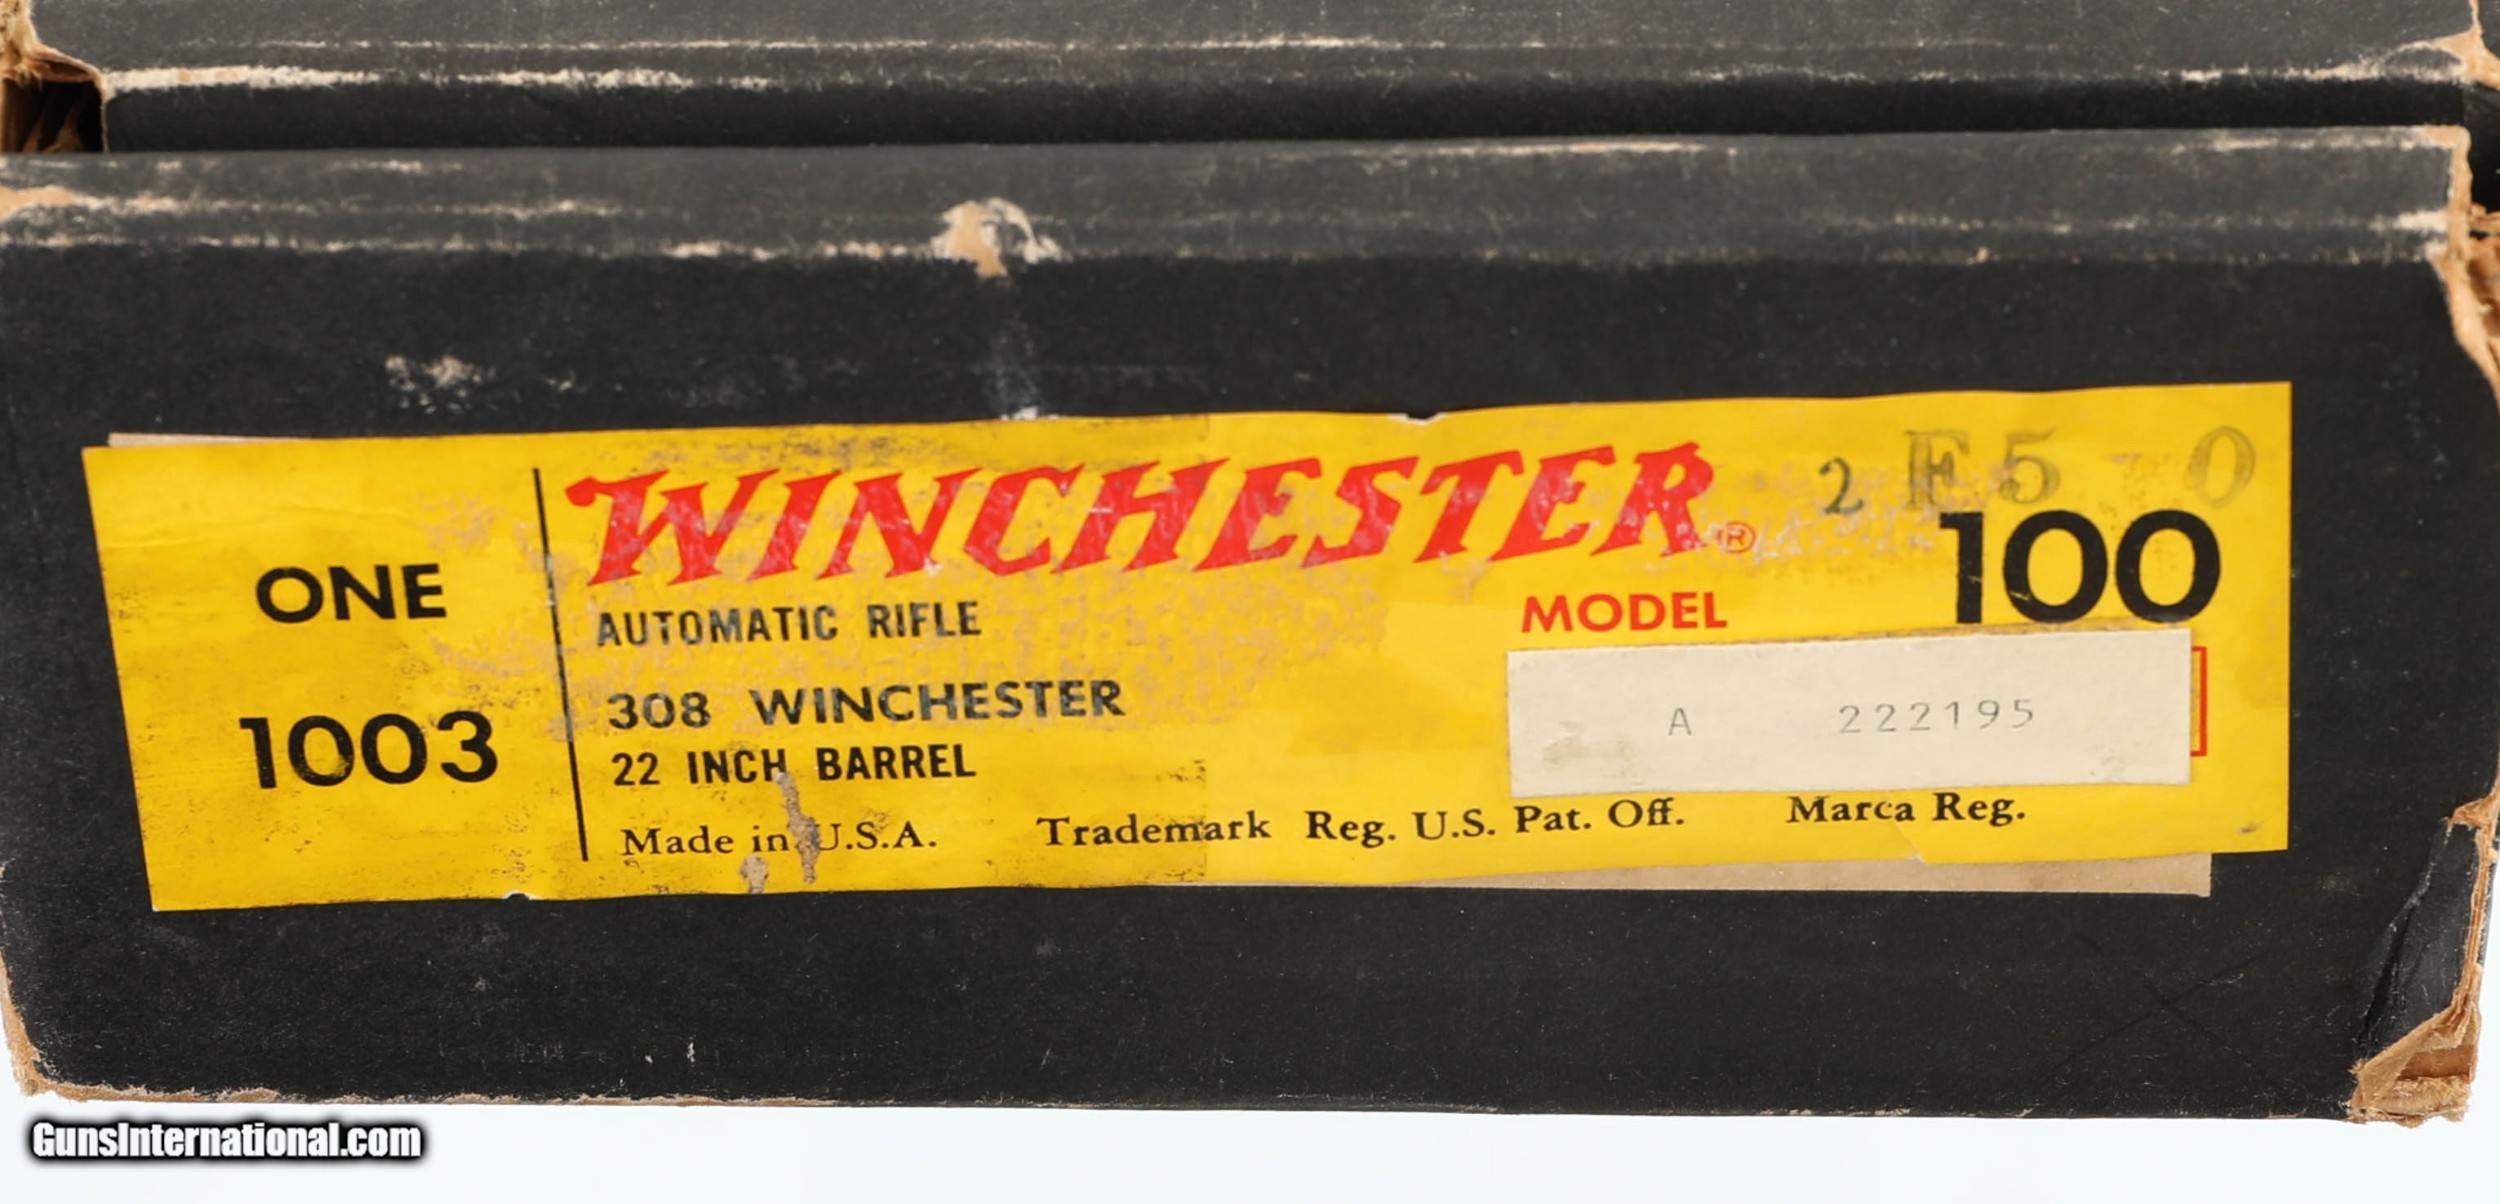 ONE
1003
WINCHESTER®
2 F5 0
AUTOMATIC RIFLE
MODEL 100
308 WINCHESTER
22 INCH BARREL
A 222195
Made in U.S.A. Trademark Reg. U.S. Pat. Off. Marca Reg.
GunsInternational.com